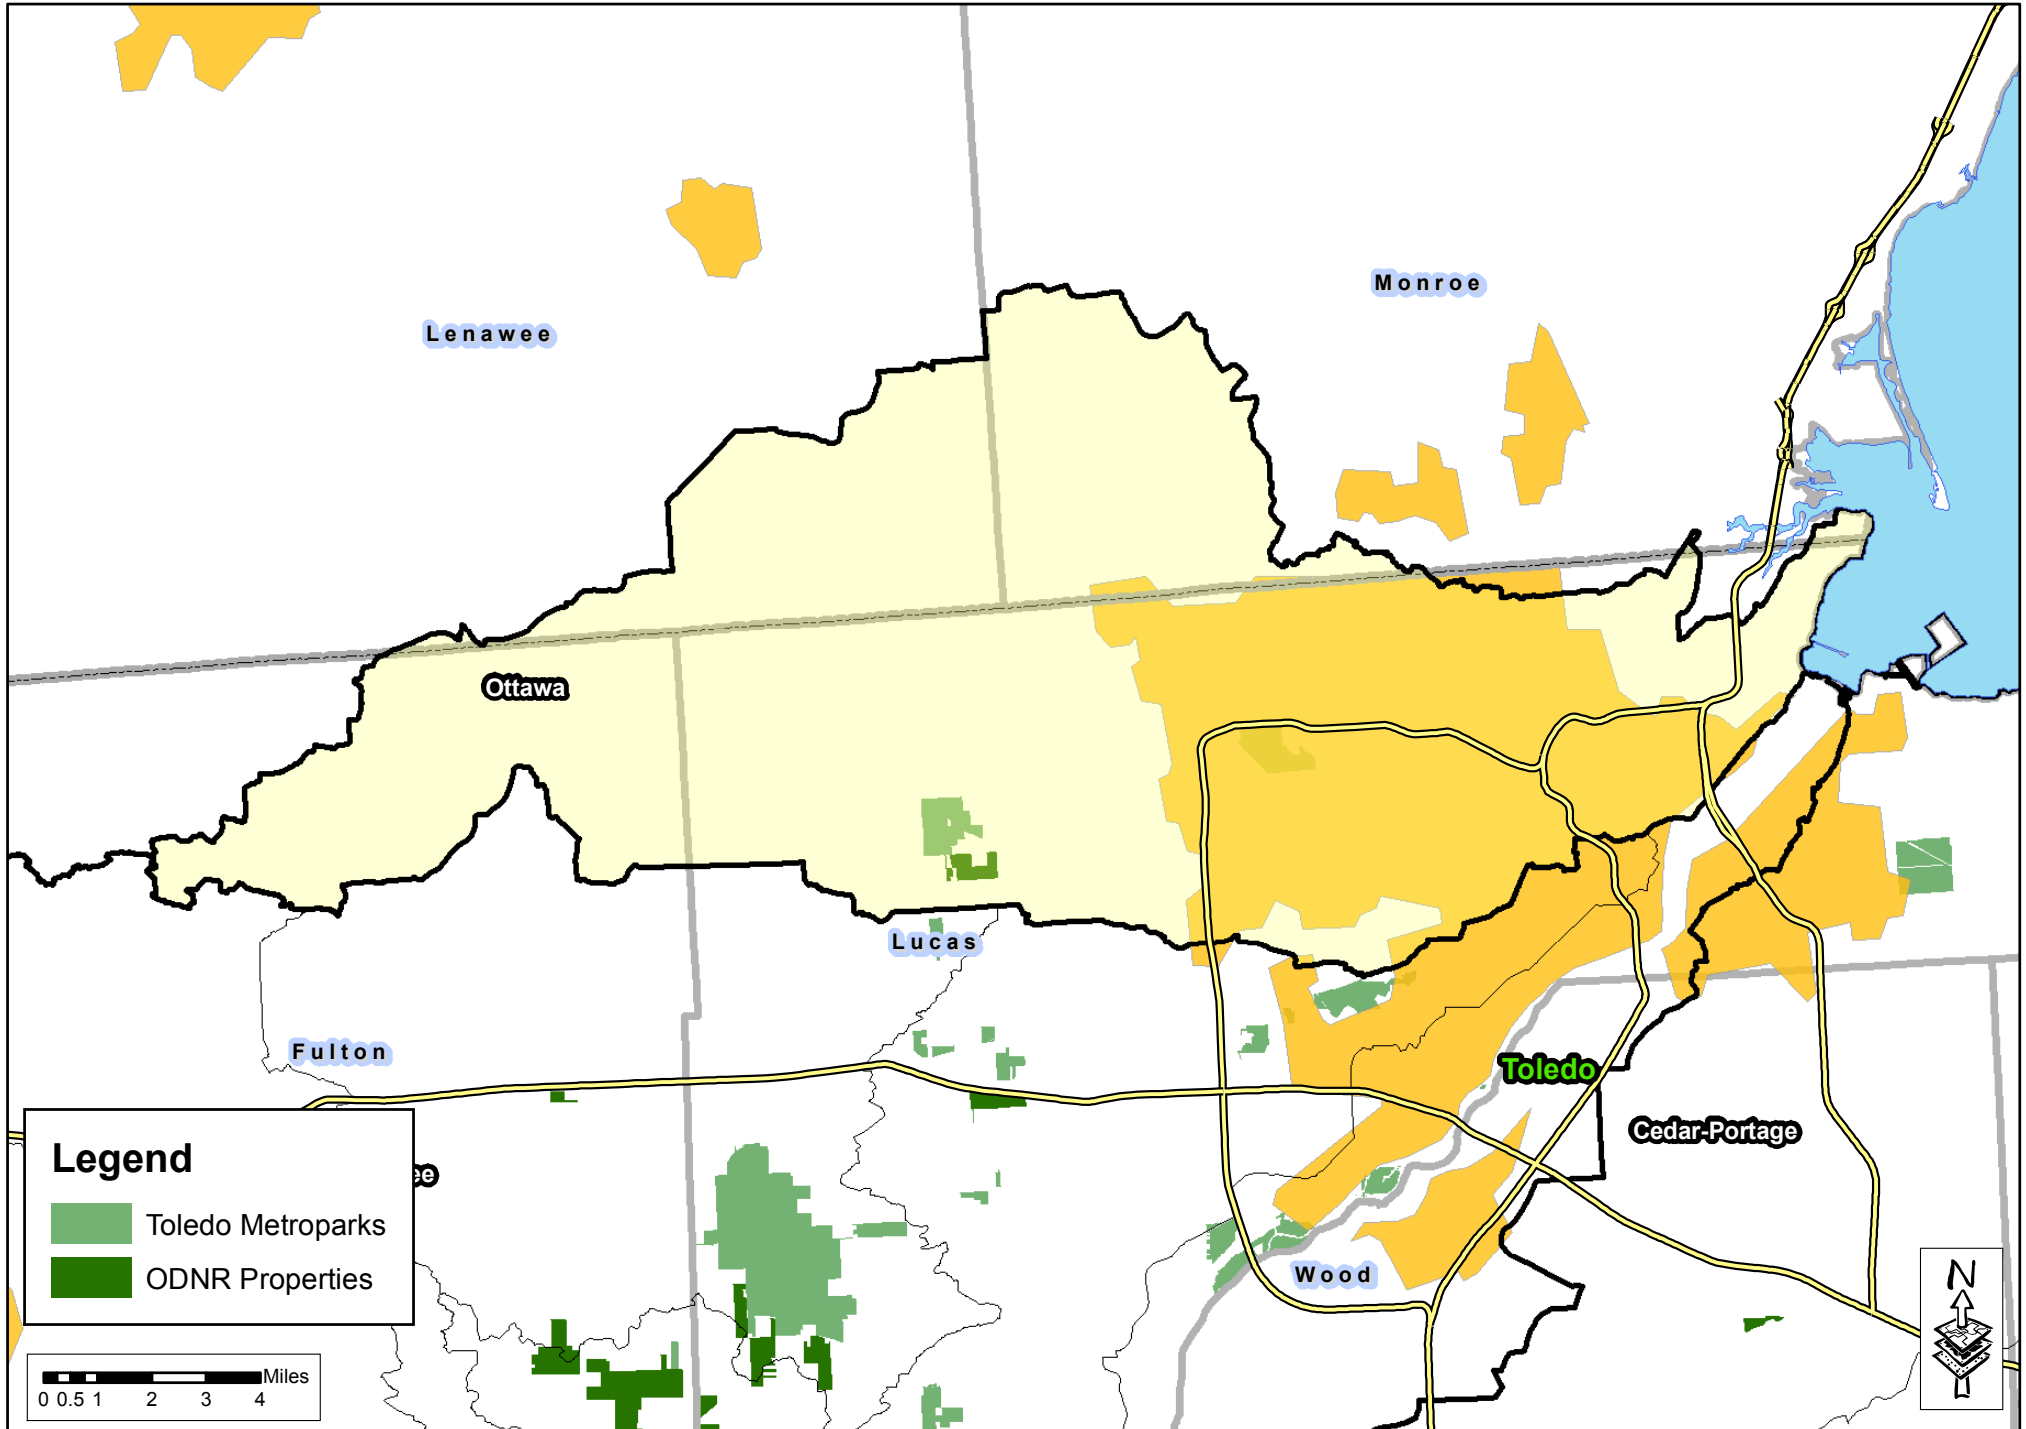 Monroe
Lenawee
Ottawa
Lucas
Fulton
Toledo
Cedar-Portage
ee
Wood
Legend
Toledo Metroparks
ODNR Properties
Miles
0 0.5 1 2 3 4
N